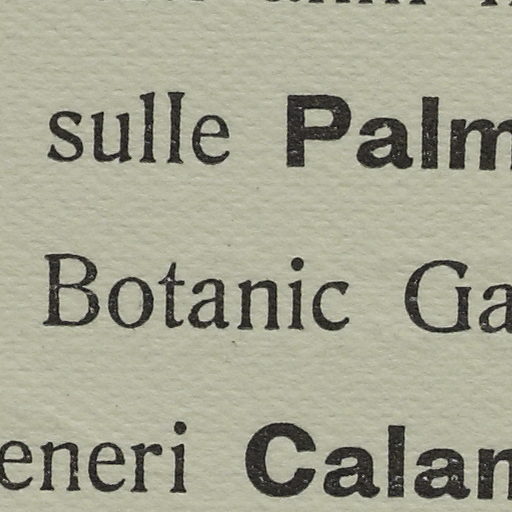 sulle Palm
Botanic Ga
eneri Calan